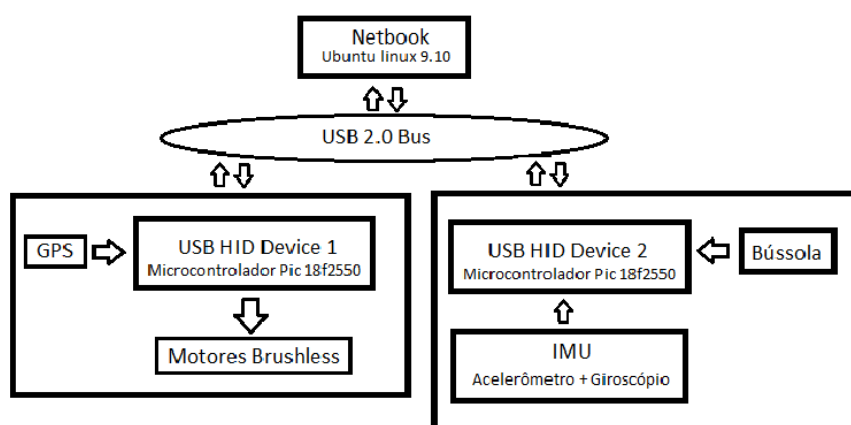 Netbook
Ubuntu linux 9.10
USB 2.0 Bus
GPS
USB HID Device 1
Microcontrolador Pic 18f2550
Motores Brushless
USB HID Device 2
Microcontrolador Pic 18f2550
Bússola
IMU
Acelerômetro + Giroscópio